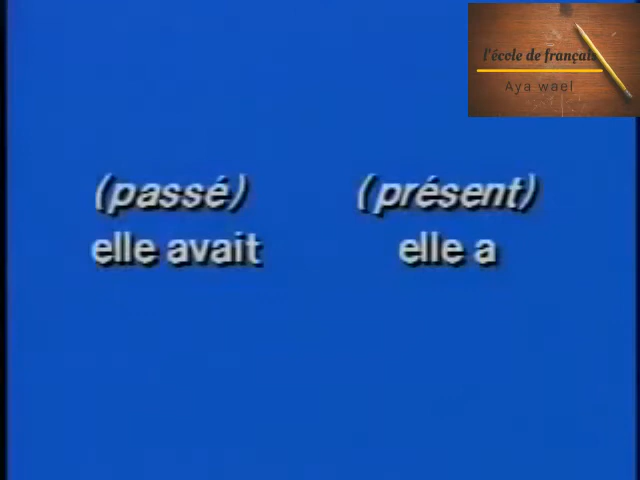 l'école de français
Aya wael
(passé) (présent)
elle avait elle a